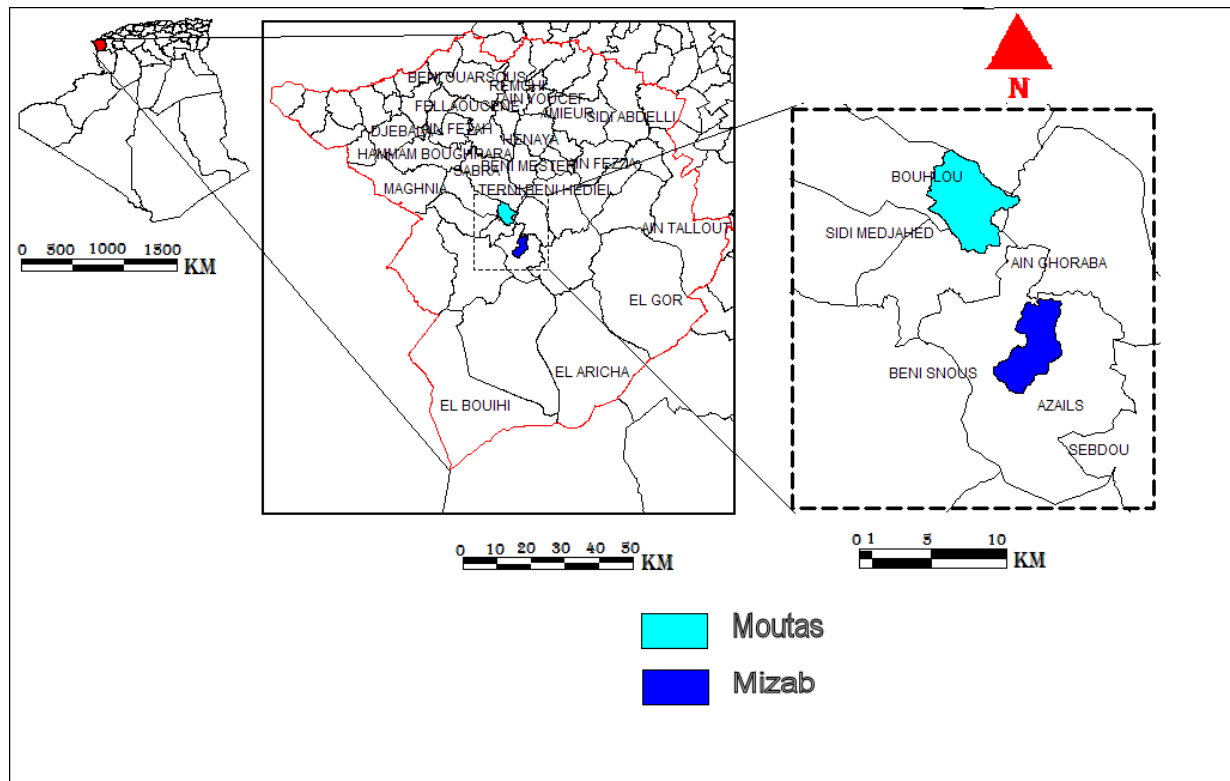 N
0 500 1000 1500
KM
BENI OUARSOUS
REMCHI
AIN YOUCEF
FELLAOUCENE
AMIEUR
SIDI ABDELLI
DJEBALA
AIN FETAH
HENAYA
HAMMAM BOUGHRARA
BENI MESTER
AIN FEZZA
SABRA
MAGHNIA
TERNI BENI HEDIEL
AIN TALLOUT
EL GOR
EL ARICHA
EL BOUIHI
0 10 20 30 40 50
KM
BOUHLOU
SIDI MEDJAHED
AIN GHORABA
BENI SNOUS
AZAILS
SEBDOU
0 1 5 10
KM
Moutas
Mizab